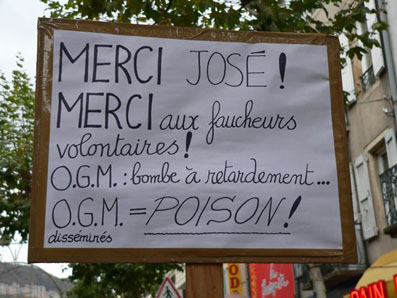 MERCI JOSÉ !
MERCI aux faucheurs
volontaires !
O.G.M. : bombe à retardement...
O.G.M. = POISON !
disséminés